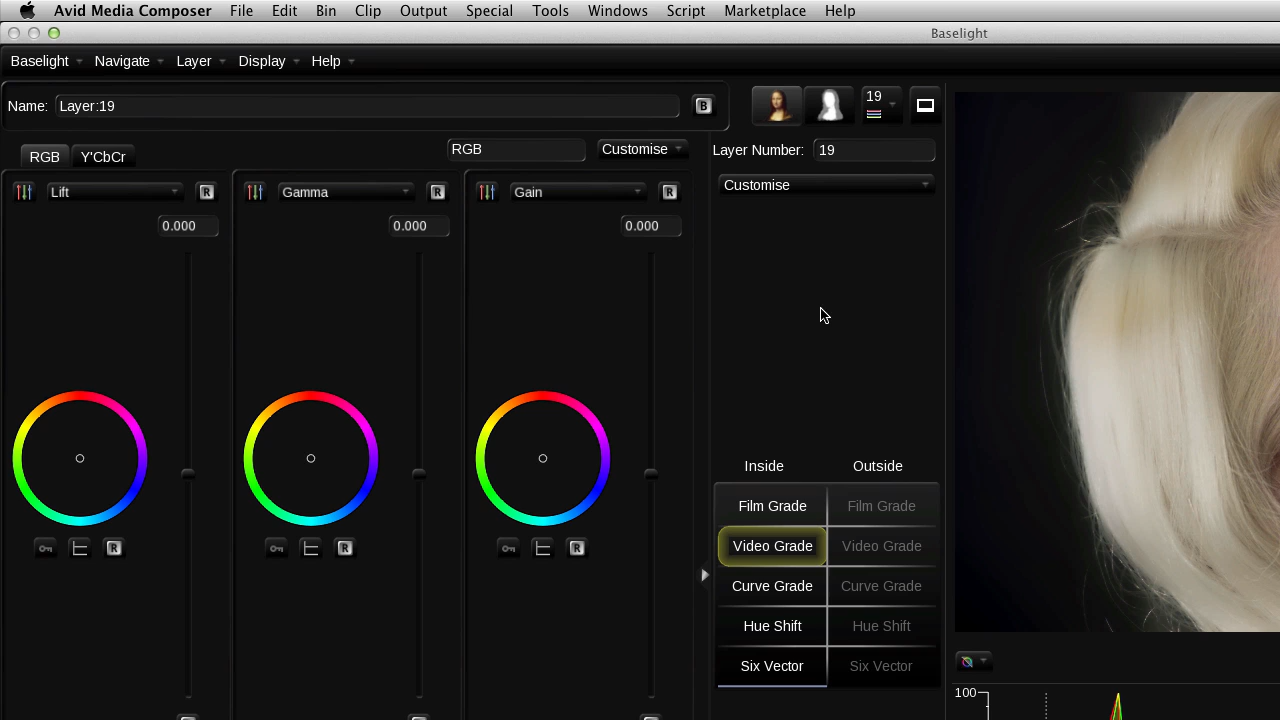 Avid Media Composer File Edit Bin Clip Output Special Tools Windows Script Marketplace Help
Baselight
Baselight Navigate Layer Display Help
Name: Layer:19 B 19
RGB Y'CbCr RGB Customise Layer Number: 19
Lift R Gamma R Gain R Customise
0.000 0.000 0.000
Inside Outside
Film Grade Film Grade
Video Grade Video Grade
R R R
Curve Grade Curve Grade
Hue Shift Hue Shift
Six Vector Six Vector
100